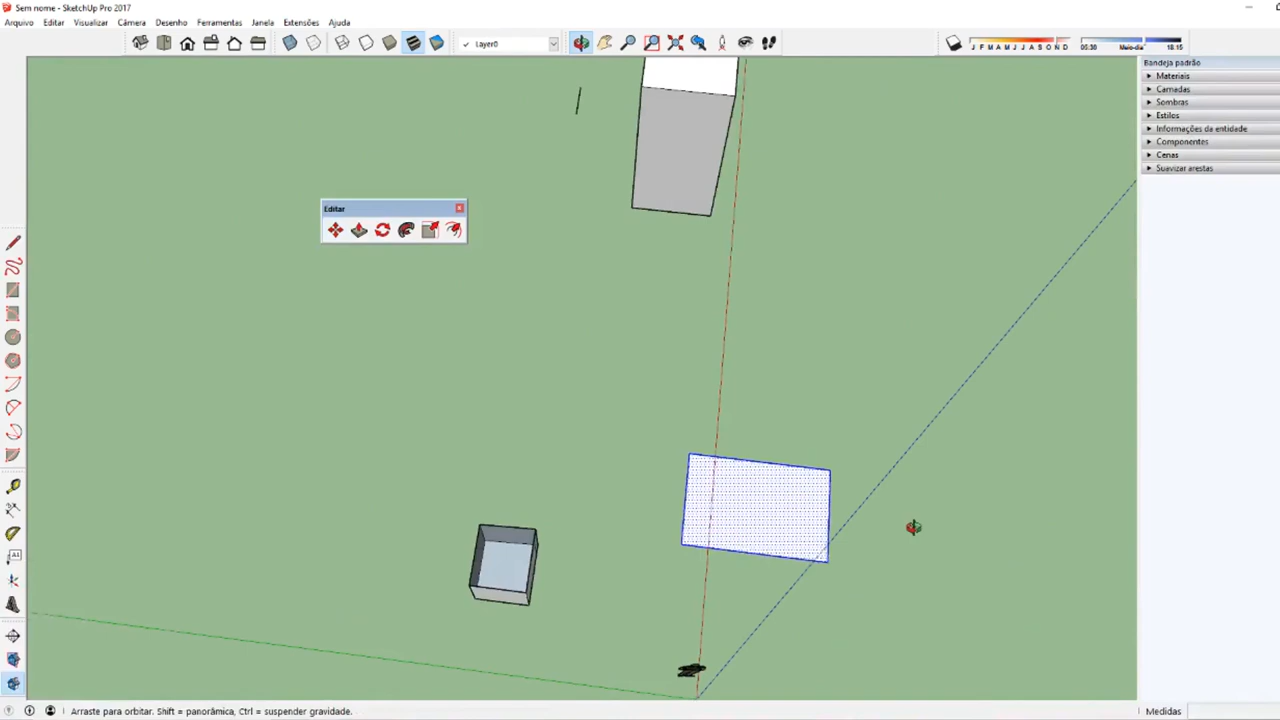 Sem nome - SketchUp Pro 2017
Arquivo Editar Visualizar Câmera Desenho Ferramentas Janela Extensões Ajuda
Layer0
J F M A M J J A S O N D
05:30 Meio-dia 18:15
Bandeja padrão
Materiais
Camadas
Sombras
Estilos
Informações da entidade
Componentes
Cenas
Suavizar arestas
Editar
Arraste para orbitar. Shift = panorâmica, Ctrl = suspender gravidade.
Medidas